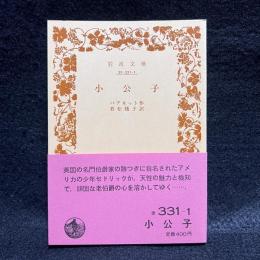 岩波文庫
33-331-1
小公子
バアネット作
若松賤子訳
英国の名門伯爵家の跡つぎに指名されたアメ
リカの少年セドリックが、天性の魅力と機知
で、頑固な老伯爵の心を溶かしてゆく……。
赤 331-1
小公子
定価400円